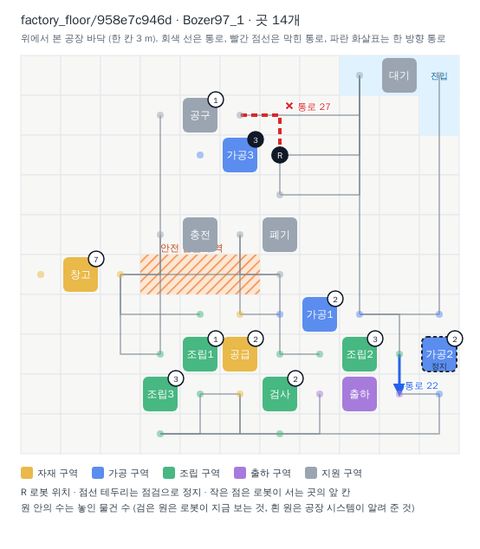 factory_floor/958e7c946d · Bozer97_1 · 곳 14개
위에서 본 공장 바닥 (한 칸 3 m). 회색 선은 통로, 빨간 점선은 막힌 통로, 파란 화살표는 한 방향 통로
대기
공구 1
✕ 통로 27
가공3 3
R
충전
폐기
안전
역
창고 7
가공1 2
조립1 1
공급 2
조립2 3
가공2 2
정지
조립3 3
검사 2
출하
통로 22
자재 구역
가공 구역
조립 구역
출하 구역
지원 구역
R 로봇 위치 · 점선 테두리는 점검으로 정지 · 작은 점은 로봇이 서는 곳의 앞 칸
원 안의 수는 놓인 물건 수 (검은 원은 로봇이 지금 보는 것, 흰 원은 공장 시스템이 알려 준 것)